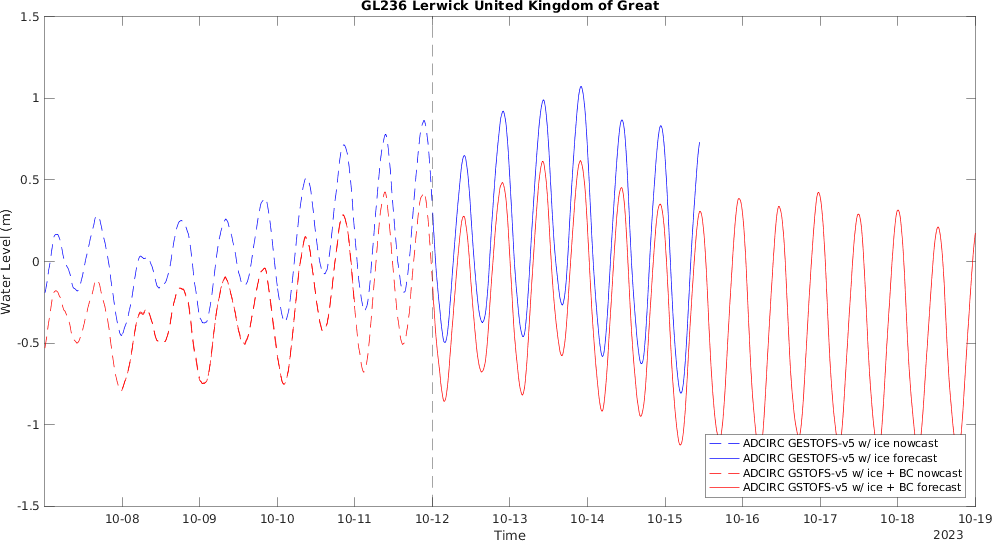 GL236 Lerwick United Kingdom of Great
1.5
1
0.5
0
-0.5
-1
-1.5
Water Level (m)
ADCIRC GESTOFS-v5 w/ ice nowcast
ADCIRC GESTOFS-v5 w/ ice forecast
ADCIRC GSTOFS-v5 w/ ice + BC nowcast
ADCIRC GSTOFS-v5 w/ ice + BC forecast
10-08 10-09 10-10 10-11 10-12 10-13 10-14 10-15 10-16 10-17 10-18 10-19
Time
2023